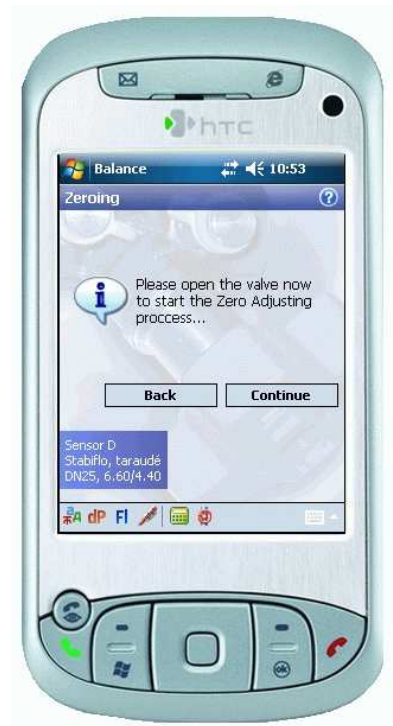 hTC
Balance 10:53
Zeroing ?
Please open the valve now
to start the Zero Adjusting
proccess...
Back Continue
Sensor D
Stabiflo, taraudé
DN25, 6.60/4.40
dP Fl
ok